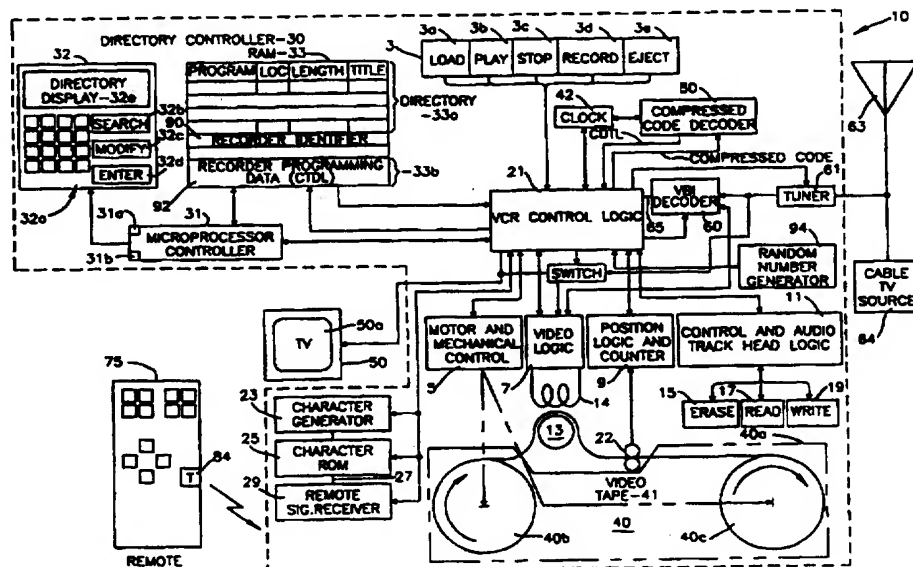 10
DIRECTORY CONTROLLER-30
32
RAM-33
PROGRAM LOC LENGTH TITLE
DIRECTORY
DISPLAY-32e
32b
SEARCH
90
32c
MODIFY
32d
ENTER
32a
DIRECTORY
-33a
RECORDER IDENTIFIER
RECORDER PROGRAMMING
DATA (CTDL)
-33b
92
31a
31
MICROPROCESSOR
CONTROLLER
31b
3
3a 3b 3c 3d 3e
LOAD PLAY STOP RECORD EJECT
42
CLOCK
80
COMPRESSED
CODE DECODER
CDTL
COMPRESSED CODE
21
VCR CONTROL LOGIC
65
VBI
DECODER
60
61
TUNER
63
94
RANDOM
NUMBER
GENERATOR
CABLE TV
SOURCE
64
SWITCH
11
MOTOR AND
MECHANICAL
CONTROL
5
VIDEO
LOGIC
7
POSITION
LOGIC AND
COUNTER
9
CONTROL AND AUDIO
TRACK HEAD LOGIC
15
ERASE
17
READ
19
WRITE
14
13
22
40a
50a
TV
50
75
84
T
REMOTE
23
CHARACTER
GENERATOR
25
CHARACTER
ROM
27
29
REMOTE
SIG.RECEIVER
VIDEO
TAPE-41
40
40b
40c